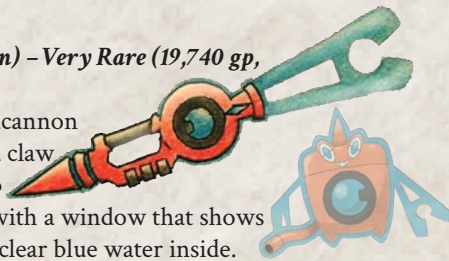 n) – Very Rare (19,740 gp,
cannon
claw
with a window that shows
clear blue water inside.